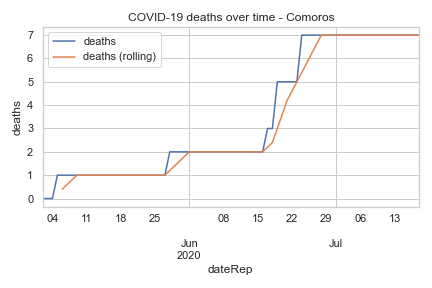 COVID-19 deaths over time - Comoros
deaths
deaths (rolling)
7
6
5
4
3
2
1
0
deaths
04 11 18 25 08 15 22 29 06 13
Jun Jul
2020
dateRep